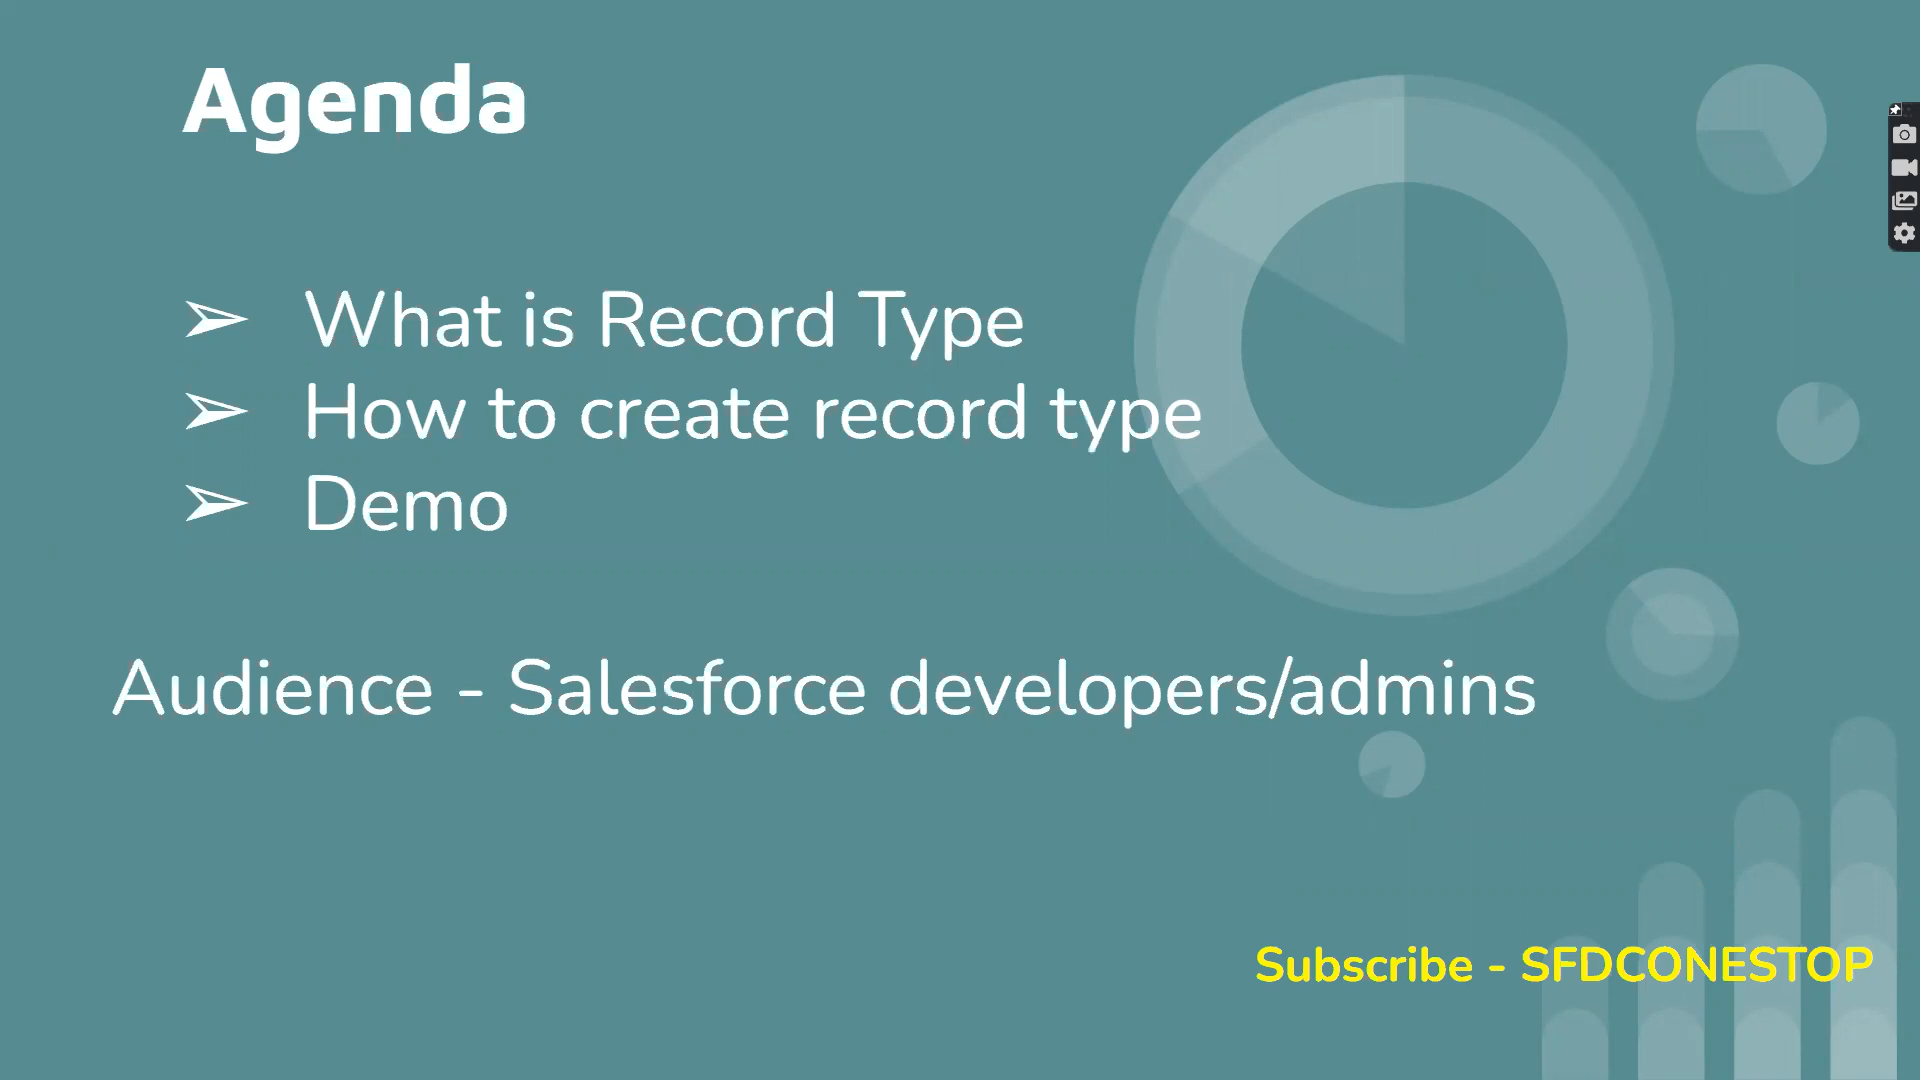 Agenda
➢ What is Record Type
➢ How to create record type
➢ Demo
Audience - Salesforce developers/admins
Subscribe - SFDCONESTOP